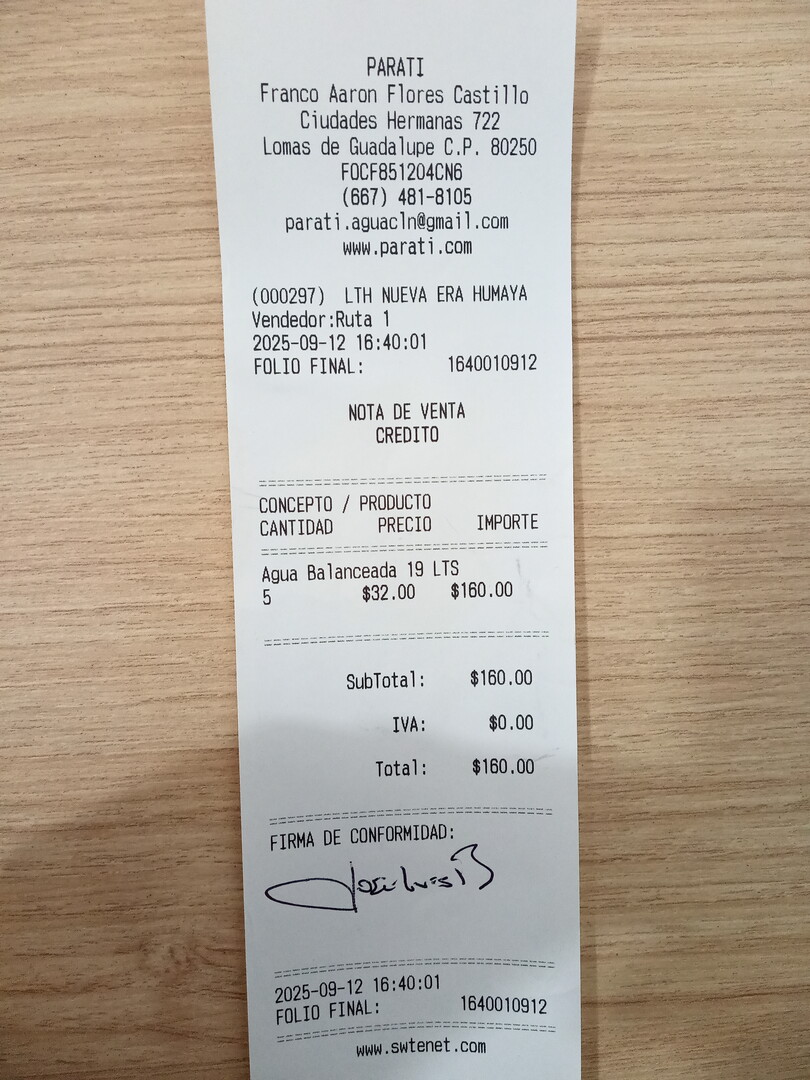 PARATI
Franco Aaron Flores Castillo
Ciudades Hermanas 722
Lomas de Guadalupe C.P. 80250
FOCF851204CN6
(667) 481-8105
parati.aguacln@gmail.com
www.parati.com
(000297) LTH NUEVA ERA HUMAYA
Vendedor:Ruta 1
2025-09-12 16:40:01
FOLIO FINAL: 1640010912
NOTA DE VENTA
CREDITO
CONCEPTO / PRODUCTO
CANTIDAD PRECIO IMPORTE
Agua Balanceada 19 LTS
5 $32.00 $160.00
SubTotal: $160.00
IVA: $0.00
Total: $160.00
FIRMA DE CONFORMIDAD:
2025-09-12 16:40:01
FOLIO FINAL: 1640010912
www.swtenet.com